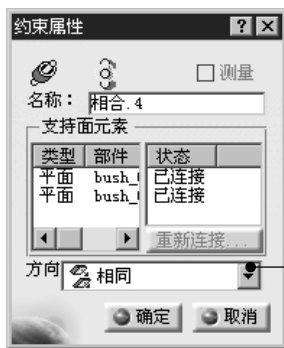 约束属性
测量
名称：
相合.4
支持面元素
类型 部件 状态
平面 bush_ 已连接
平面 bush_ 已连接
重新连接...
方向 相同
确定 取消